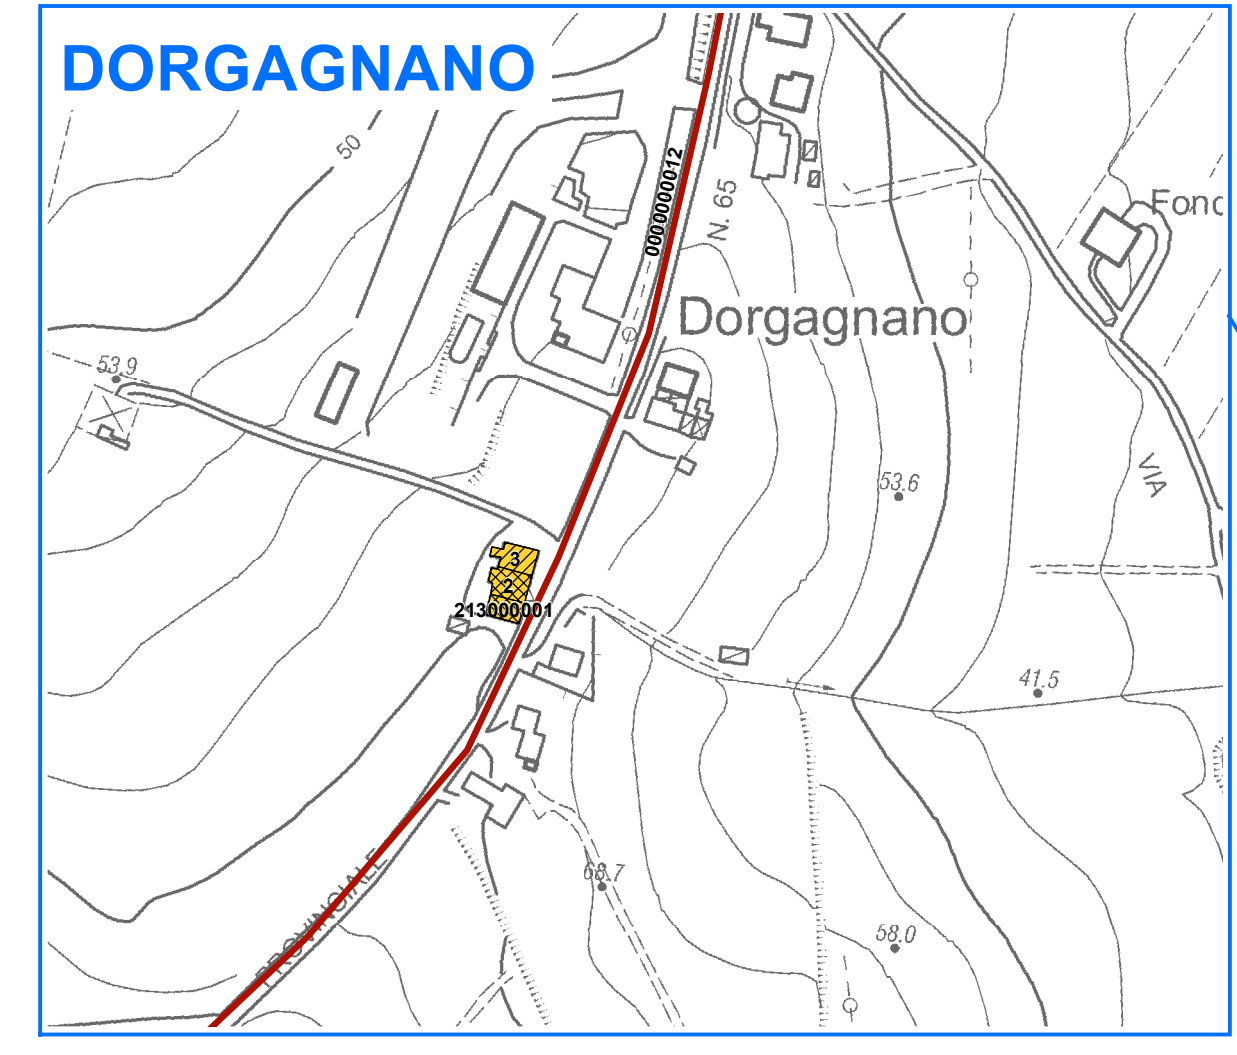 DORGAGNANO
50
0000000012
N. 65
Fond
Dorgagnano
53.9
53.6
VIA
3
2
213000001
41.5
68.7
PROVINCIALE
58.0